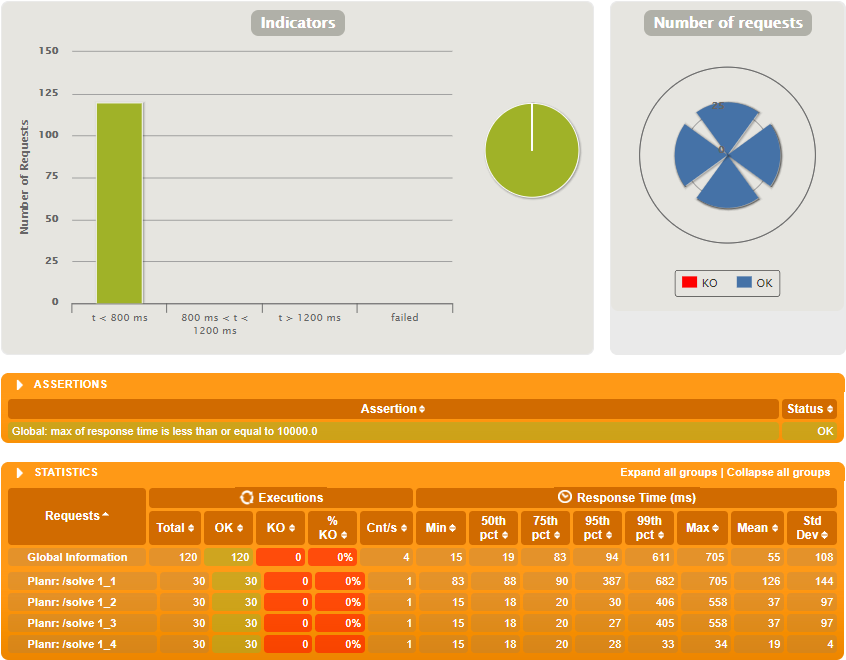 Indicators
Number of Requests
150
125
100
75
50
25
0
t < 800 ms
800 ms < t <
1200 ms
t > 1200 ms
failed
Number of requests
KO
OK
ASSERTIONS
Assertion Status
Global: max of response time is less than or equal to 10000.0 OK
STATISTICS Expand all groups | Collapse all groups
Requests Executions Response Time (ms)
Total OK KO % KO Cnt/s Min 50th pct 75th pct 95th pct 99th pct Max Mean Std Dev
Global Information 120 120 0 0% 4 15 19 83 94 611 705 55 108
Planr: /solve 1_1 30 30 0 0% 1 83 88 90 387 682 705 126 144
Planr: /solve 1_2 30 30 0 0% 1 15 18 20 30 406 558 37 97
Planr: /solve 1_3 30 30 0 0% 1 15 18 20 27 405 558 37 97
Planr: /solve 1_4 30 30 0 0% 1 15 18 20 28 33 34 19 4